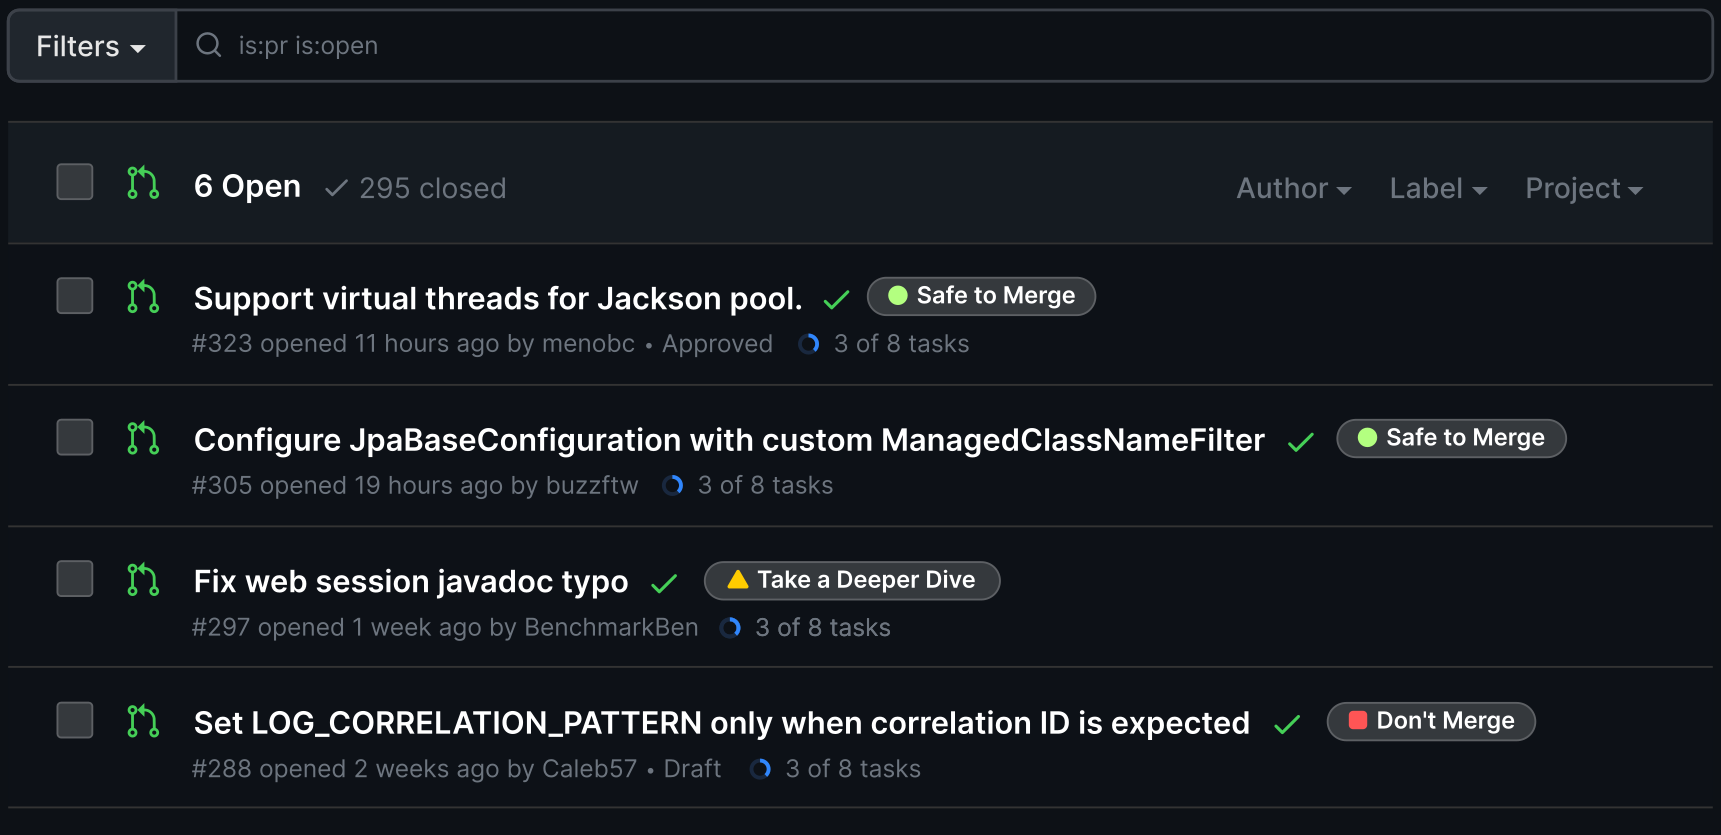 Filters is:pr is:open
6 Open 295 closed Author Label Project
Support virtual threads for Jackson pool. Safe to Merge
#323 opened 11 hours ago by menobc • Approved 3 of 8 tasks
Configure JpaBaseConfiguration with custom ManagedClassNameFilter Safe to Merge
#305 opened 19 hours ago by buzzftw 3 of 8 tasks
Fix web session javadoc typo Take a Deeper Dive
#297 opened 1 week ago by BenchmarkBen 3 of 8 tasks
Set LOG_CORRELATION_PATTERN only when correlation ID is expected Don't Merge
#288 opened 2 weeks ago by Caleb57 • Draft 3 of 8 tasks